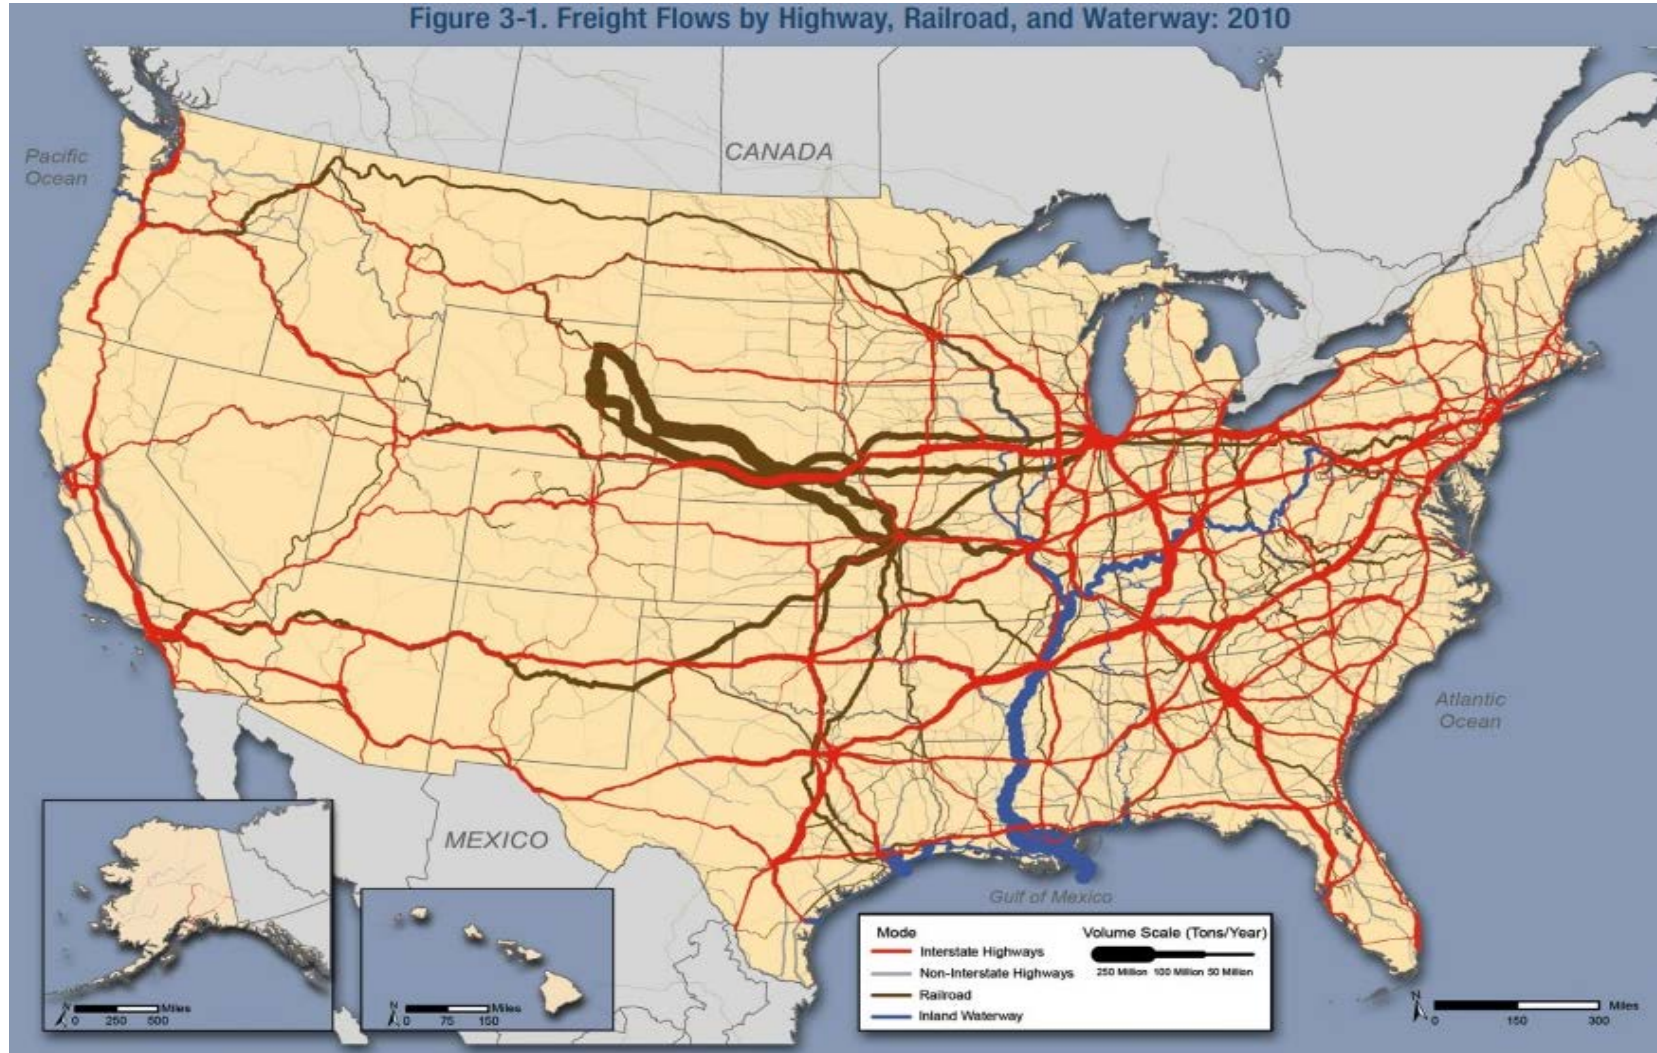 Figure 3-1. Freight Flows by Highway, Railroad, and Waterway: 2010
Pacific
Ocean
CANADA
Atlantic
Ocean
MEXICO
Gulf of Mexico
N
Miles
0 250 500
N
Miles
0 75 150
Mode
Interstate Highways
Non-Interstate Highways
Railroad
Inland Waterway
Volume Scale (Tons/Year)
250 Million 100 Million 50 Million
N
Miles
0 150 300